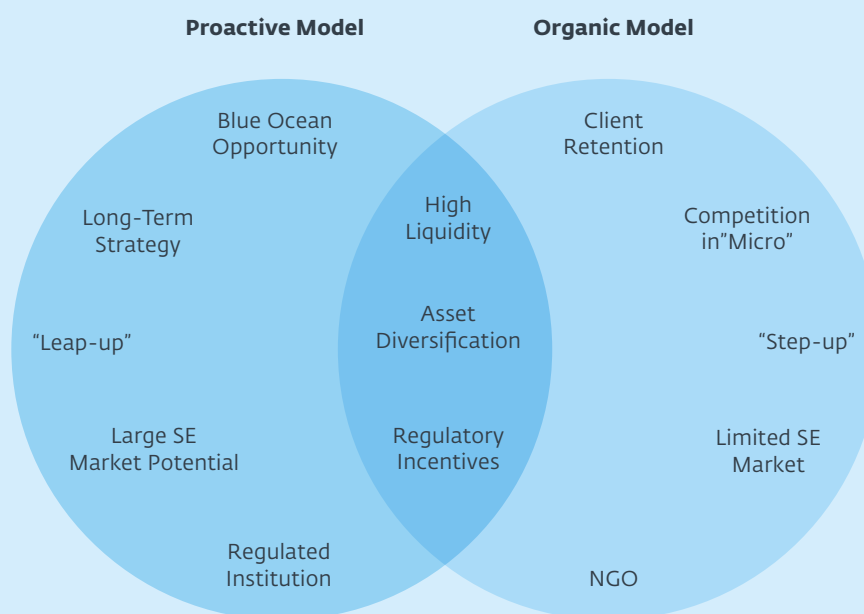 Proactive Model
Organic Model
Blue Ocean
Opportunity
Long-Term
Strategy
“Leap-up”
Large SE
Market Potential
Regulated
Institution
High
Liquidity
Asset
Diversification
Regulatory
Incentives
Client
Retention
Competition
in”Micro”
“Step-up”
Limited SE
Market
NGO